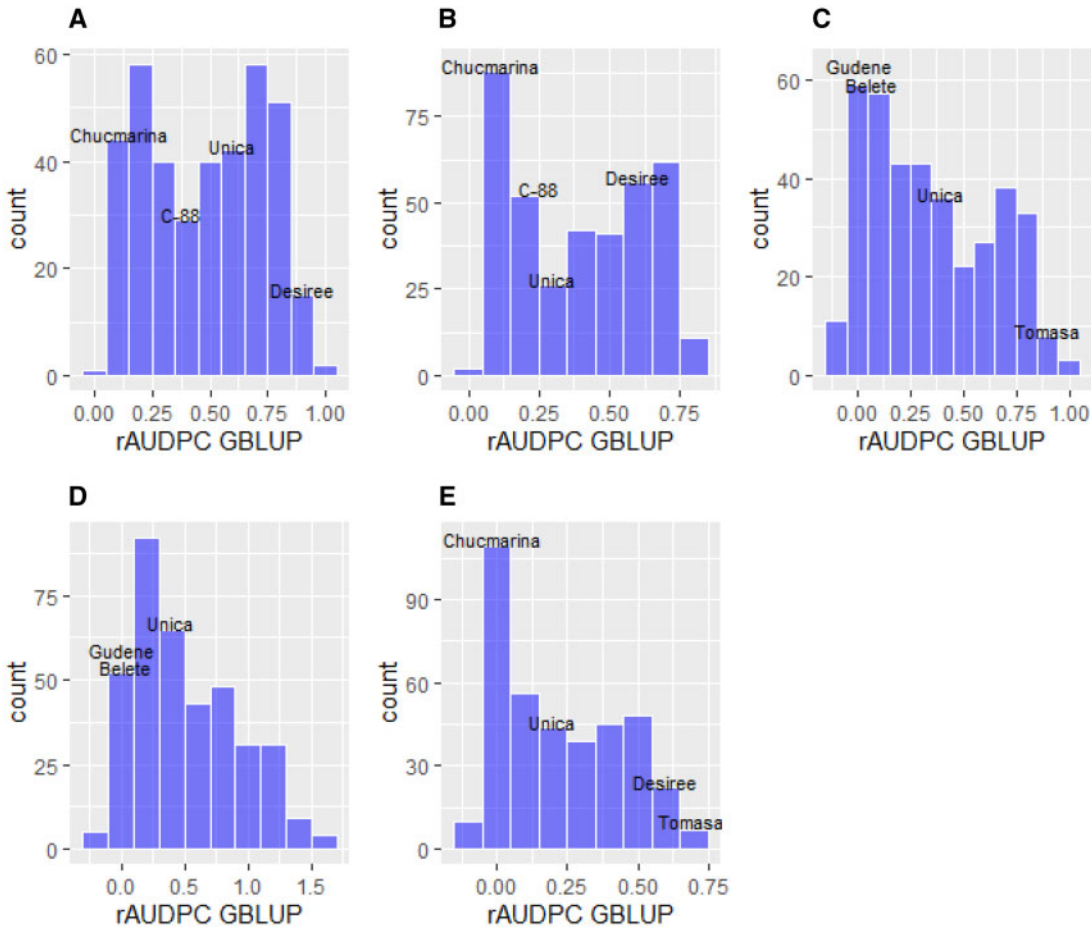 A
60
40
20
0
count
Chucmarina
C-88
Unica
Desiree
0.00 0.25 0.50 0.75 1.00
rAUDPC GBLUP
B
75
50
25
0
count
Chucmarina
C-88
Unica
Desiree
0.00 0.25 0.50 0.75
rAUDPC GBLUP
C
60
40
20
0
count
Gudene
Belete
Unica
Tomasa
0.00 0.25 0.50 0.75 1.00
rAUDPC GBLUP
D
75
50
25
0
count
Gudene
Belete
Unica
0.0 0.5 1.0 1.5
rAUDPC GBLUP
E
90
60
30
0
count
Chucmarina
Unica
Desiree
Tomasa
0.00 0.25 0.50 0.75
rAUDPC GBLUP